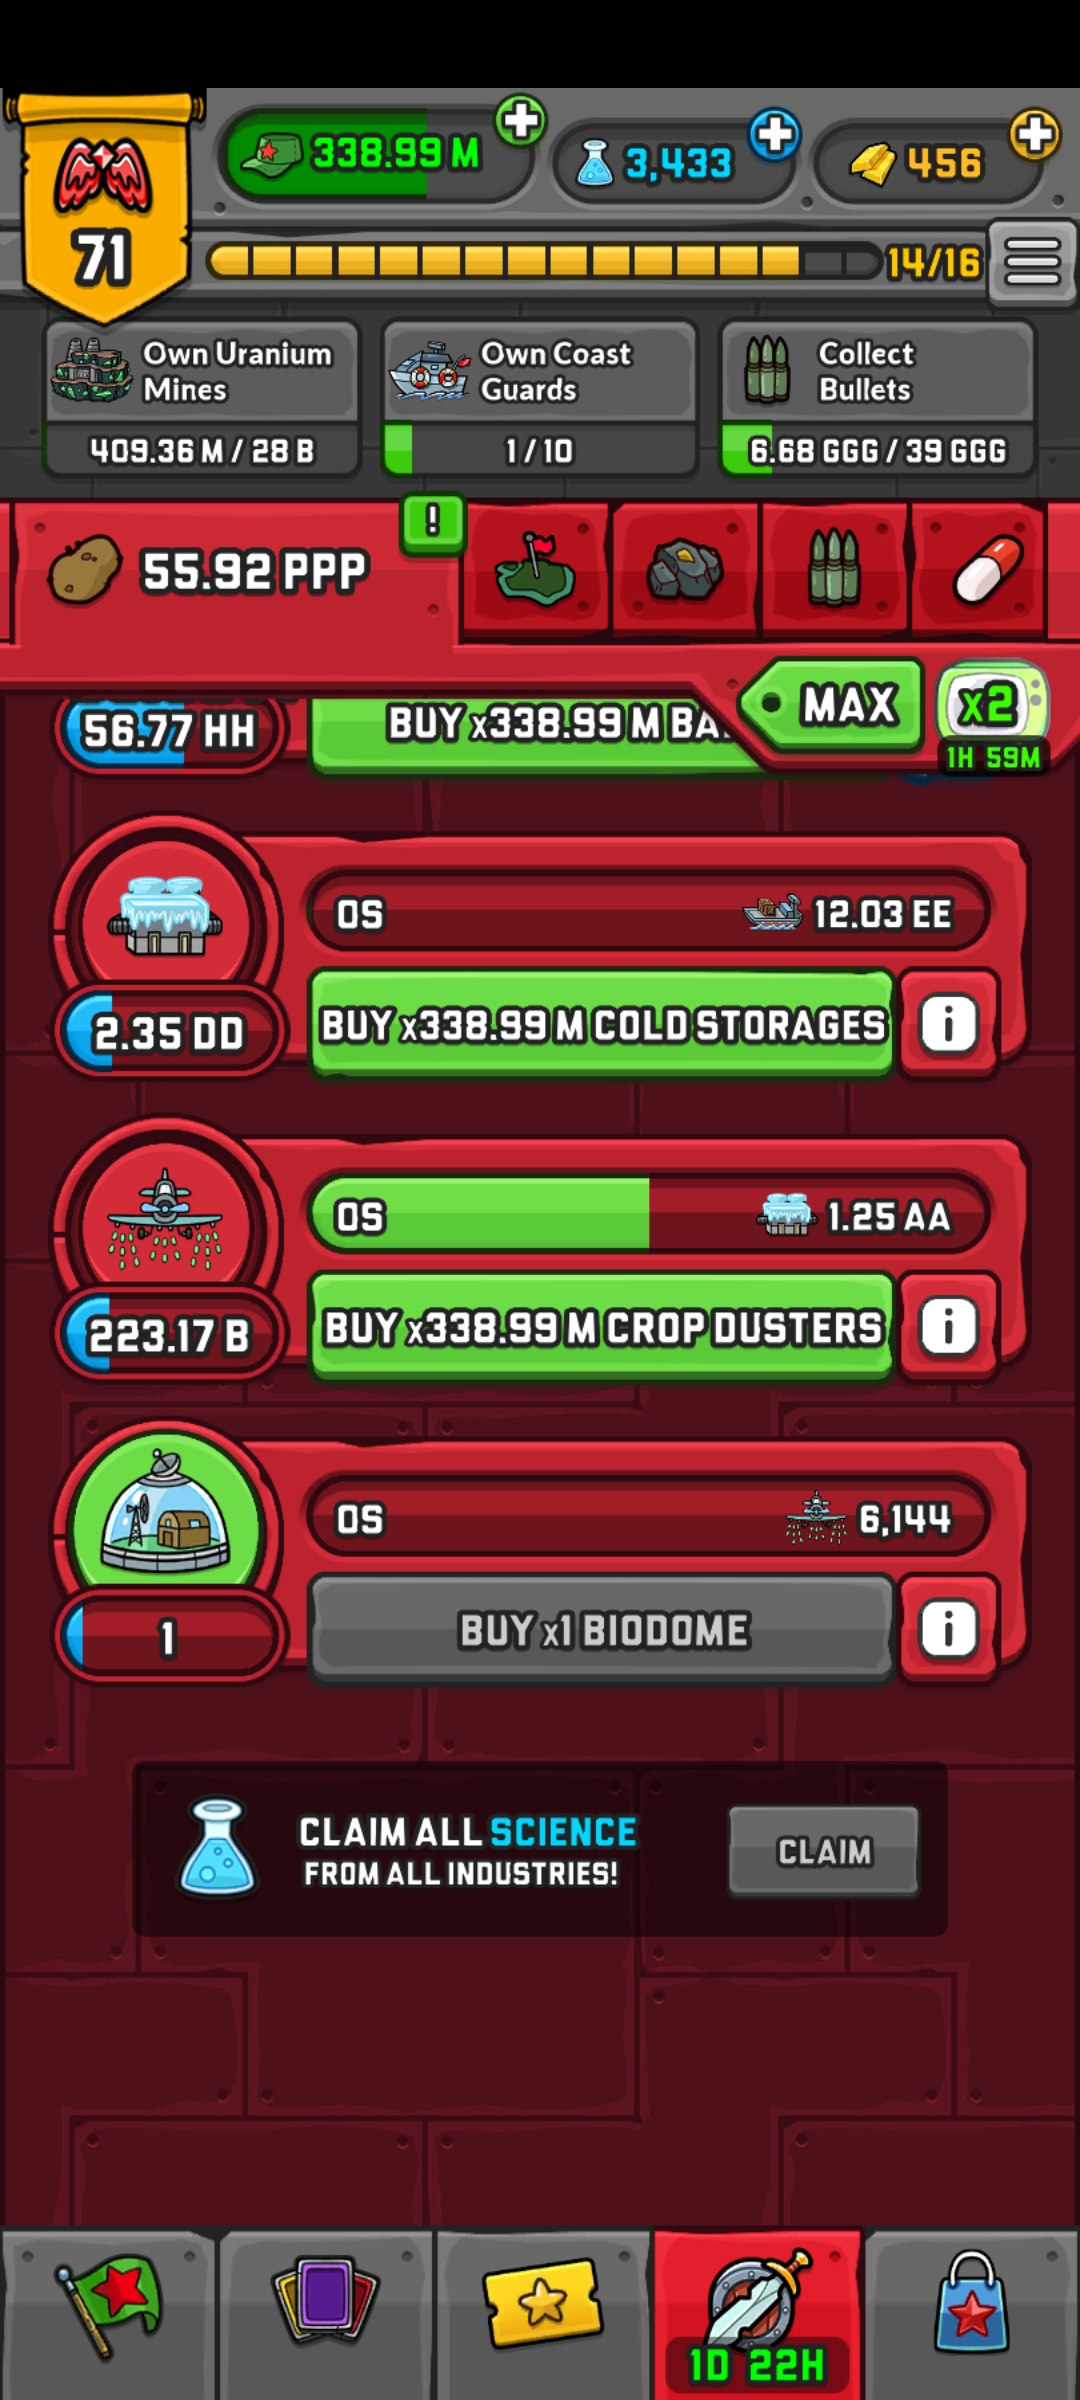 338.99 M
3,433
456
71
14/16
Own Uranium
Mines
409.36 M / 28 B
Own Coast
Guards
1 / 10
Collect
Bullets
6.68 GGG / 39 GGG
!
55.92 PPP
MAX
x2
1H 59M
56.77 HH
BUY x338.99 M BA
0S
12.03 EE
2.35 DD
BUY x338.99 M COLD STORAGES
i
0S
1.25 AA
223.17 B
BUY x338.99 M CROP DUSTERS
i
0S
6,144
1
BUY x1 BIODOME
i
CLAIM ALL SCIENCE
FROM ALL INDUSTRIES!
CLAIM
1D 22H